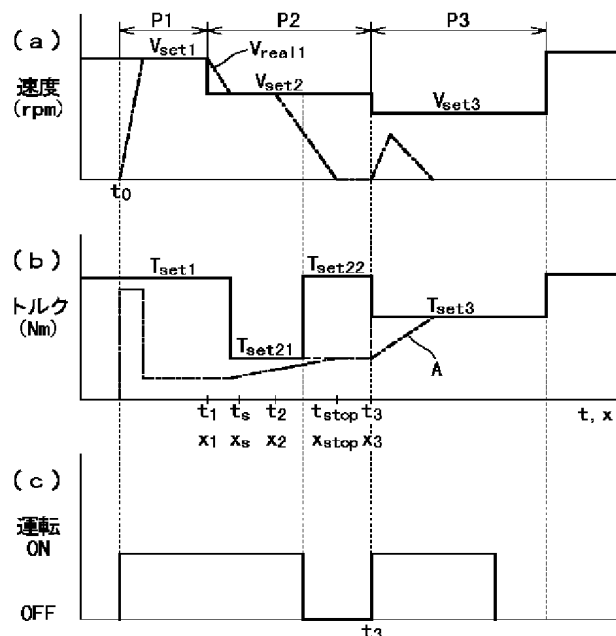 P1 P2 P3
(a)
Vset1 Vreal1
速度
(rpm)
Vset2
Vset3
t0
(b)
Tset1 Tset22
トルク
(Nm)
Tset3
Tset21
A
t1 ts t2 tstop t3 t, x
x1 xs x2 xstop x3
(c)
運転
ON
OFF
t3